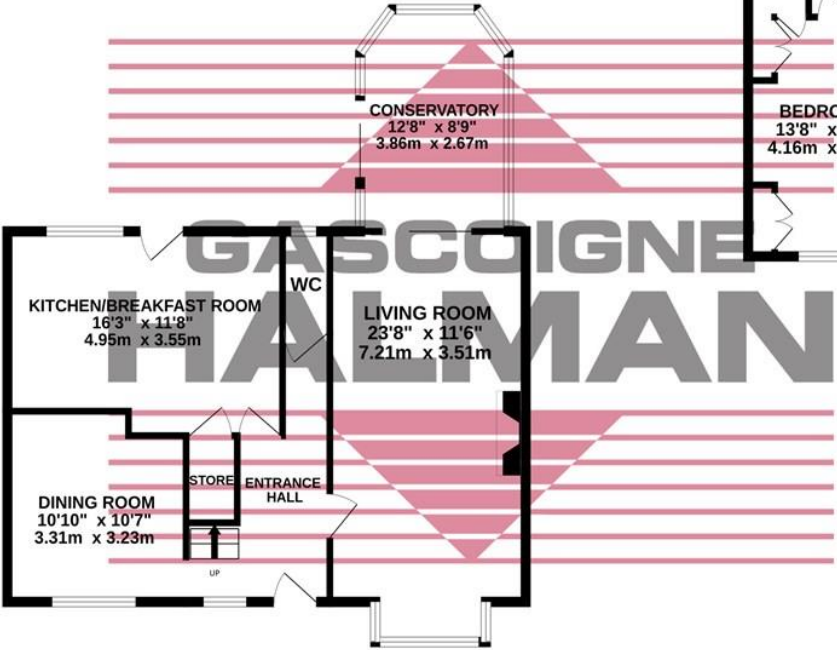 CONSERVATORY
12'8" x 8'9"
3.86m x 2.67m
13'8" x
4.16m x
GASCOIGNE
HALMAN
WC
KITCHEN/BREAKFAST ROOM
16'3" x 11'8"
4.95m x 3.55m
LIVING ROOM
23'8" x 11'6"
7.21m x 3.51m
STORE
ENTRANCE
HALL
DINING ROOM
10'10" x 10'7"
3.31m x 3.23m
UP